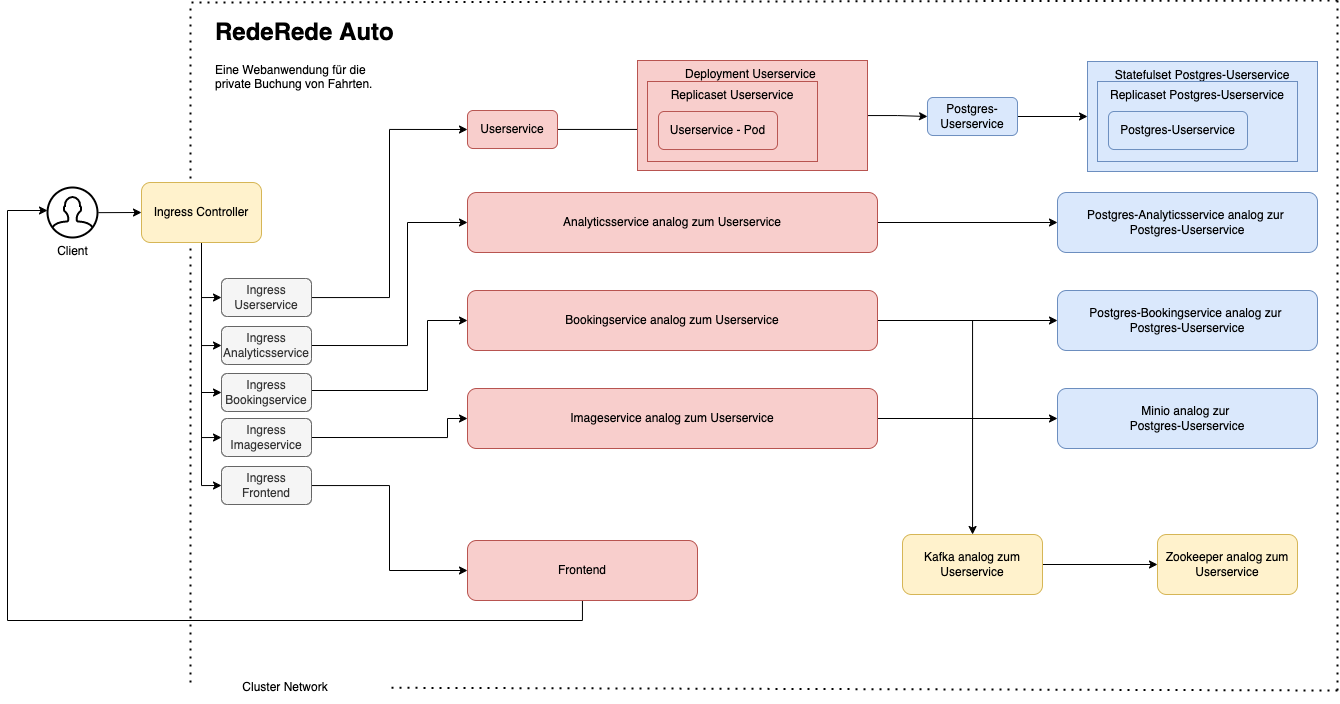 RedeRede Auto
Eine Webanwendung für die
private Buchung von Fahrten.
Client
Ingress Controller
Ingress
Userservice
Ingress
Analyticsservice
Ingress
Bookingservice
Ingress
Imageservice
Ingress
Frontend
Userservice
Deployment Userservice
Replicaset Userservice
Userservice - Pod
Postgres-
Userservice
Statefulset Postgres-Userservice
Replicaset Postgres-Userservice
Postgres-Userservice
Analyticsservice analog zum Userservice
Postgres-Analyticsservice analog zur
Postgres-Userservice
Bookingservice analog zum Userservice
Postgres-Bookingservice analog zur
Postgres-Userservice
Imageservice analog zum Userservice
Minio analog zur
Postgres-Userservice
Frontend
Kafka analog zum
Userservice
Zookeeper analog zum
Userservice
Cluster Network